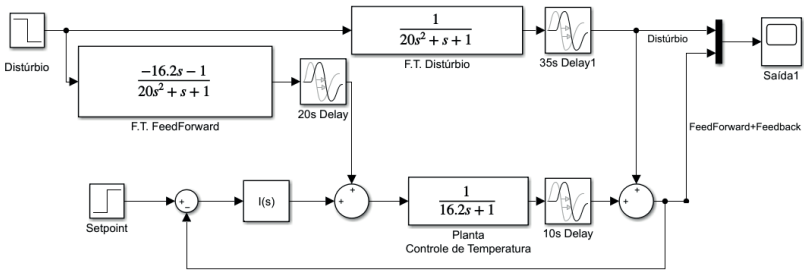 Distúrbio
1
20s² + s + 1
F.T. Distúrbio
35s Delay1
Distúrbio
Saída1
−16.2s − 1
20s² + s + 1
F.T. FeedForward
20s Delay
FeedForward+Feedback
Setpoint
+
−
I(s)
+
+
1
16.2s + 1
Planta
Controle de Temperatura
10s Delay
+
+